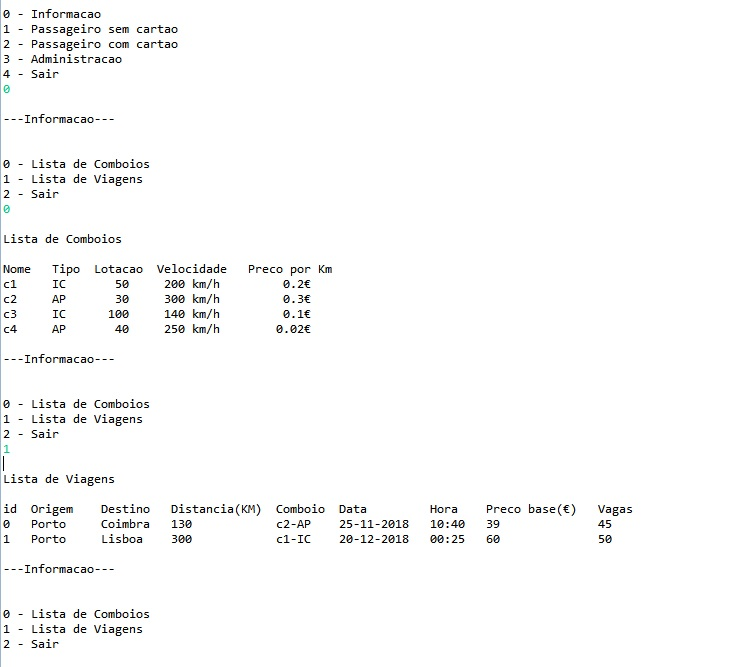 0 - Informacao
1 - Passageiro sem cartao
2 - Passageiro com cartao
3 - Administracao
4 - Sair
0
---Informacao---
0 - Lista de Comboios
1 - Lista de Viagens
2 - Sair
0
Lista de Comboios
Nome   Tipo  Lotacao  Velocidade   Preco por Km
c1     IC       50     200 km/h         0.2€
c2     AP       30     300 km/h         0.3€
c3     IC      100     140 km/h         0.1€
c4     AP       40     250 km/h        0.02€
---Informacao---
0 - Lista de Comboios
1 - Lista de Viagens
2 - Sair
1
Lista de Viagens
id  Origem    Destino   Distancia(KM)  Comboio  Data         Hora    Preco base(€)   Vagas
0   Porto     Coimbra   130            c2-AP    25-11-2018   10:40   39              45
1   Porto     Lisboa    300            c1-IC    20-12-2018   00:25   60              50
---Informacao---
0 - Lista de Comboios
1 - Lista de Viagens
2 - Sair